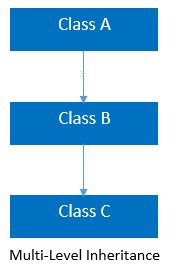 Class A
Class B
Class C
Multi-Level Inheritance